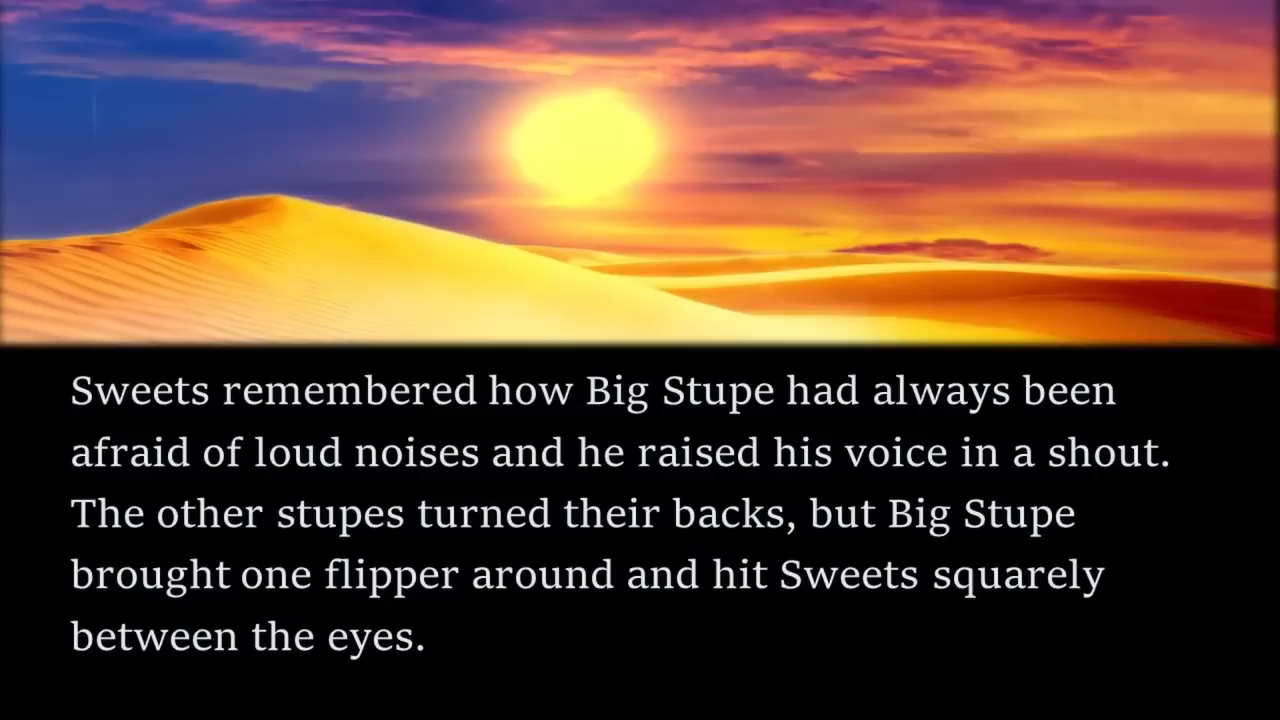 Sweets remembered how Big Stupe had always been
afraid of loud noises and he raised his voice in a shout.
The other stupes turned their backs, but Big Stupe
brought one flipper around and hit Sweets squarely
between the eyes.